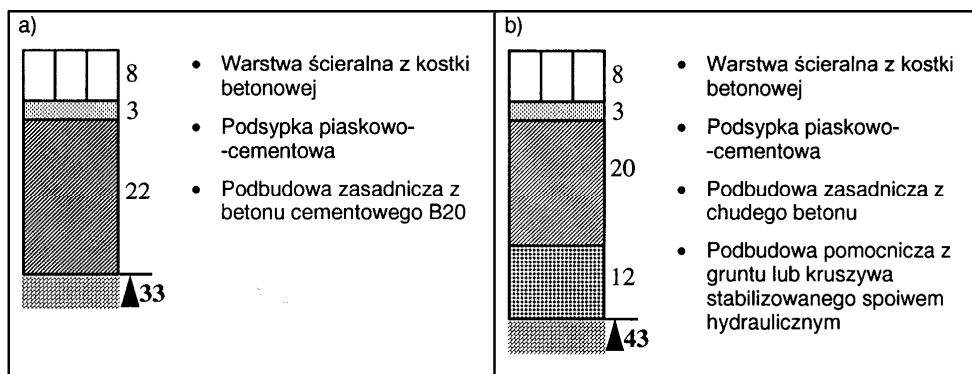 a)
8
3
22
33
• Warstwa ścieralna z kostki
betonowej
• Podsypka piaskowo-
-cementowa
• Podbudowa zasadnicza z
betonu cementowego B20
b)
8
3
20
12
43
• Warstwa ścieralna z kostki
betonowej
• Podsypka piaskowo-
-cementowa
• Podbudowa zasadnicza z
chudego betonu
• Podbudowa pomocnicza z
gruntu lub kruszywa
stabilizowanego spoiwem
hydraulicznym